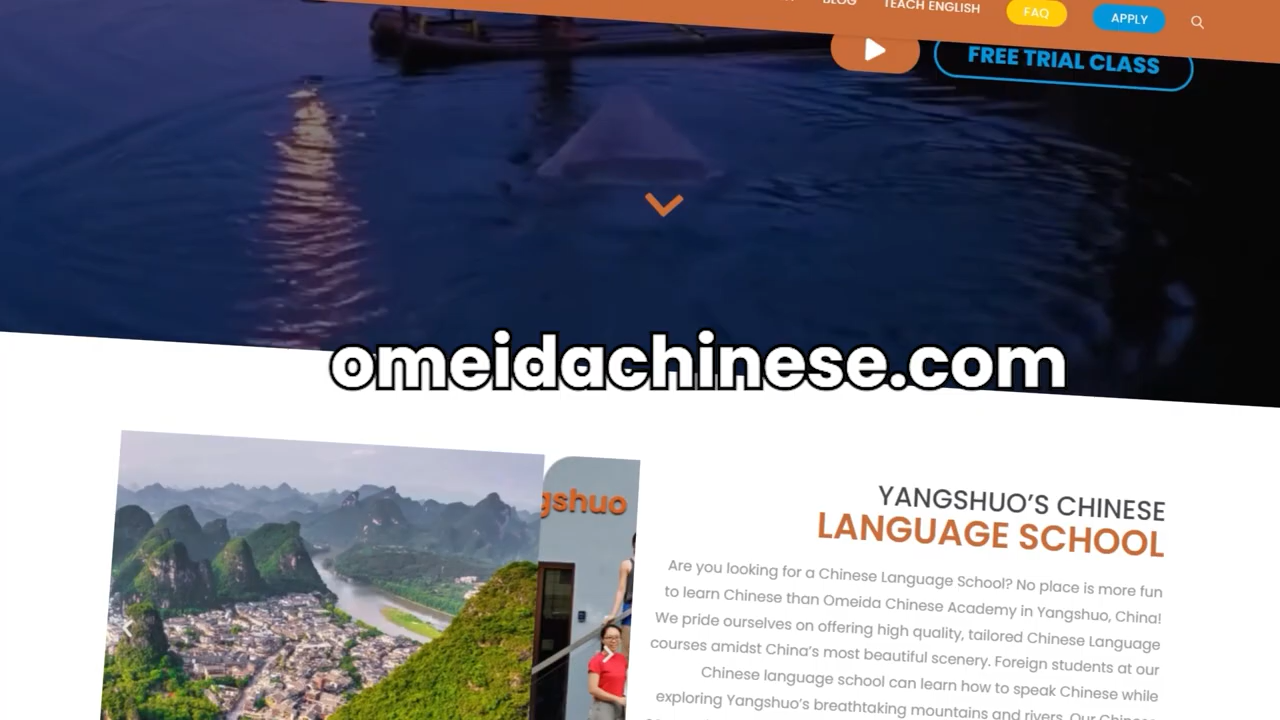 BLOG
TEACH ENGLISH
FAQ
APPLY
FREE TRIAL CLASS
omeidachinese.com
gshuo
YANGSHUO'S CHINESE
LANGUAGE SCHOOL
Are you looking for a Chinese Language School? No place is more fun
to learn Chinese than Omeida Chinese Academy in Yangshuo, China!
We pride ourselves on offering high quality, tailored Chinese Language
courses amidst China's most beautiful scenery. Foreign students at our
Chinese language school can learn how to speak Chinese while
exploring Yangshuo's breathtaking mountains and rivers. Our